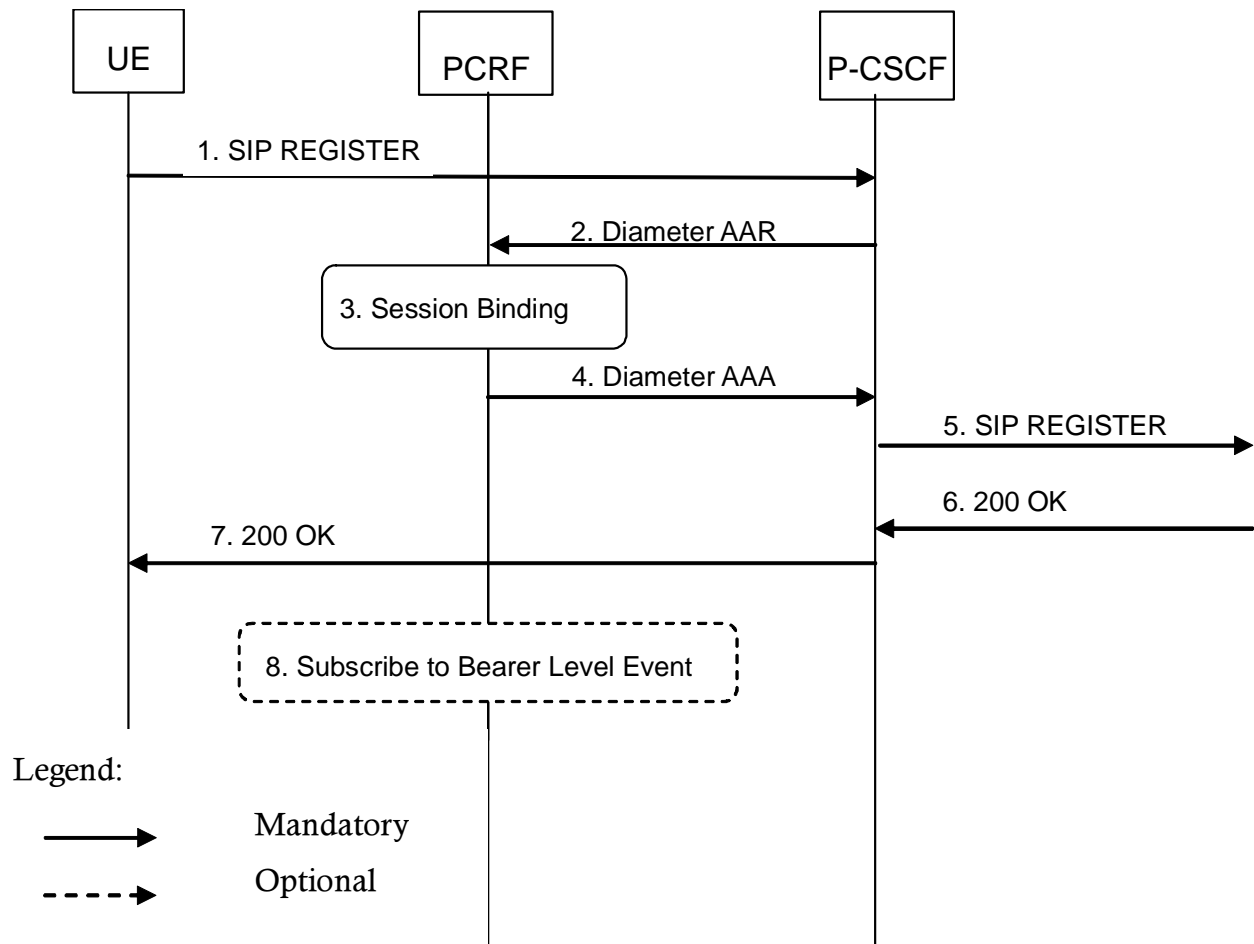 UE
PCRF
P-CSCF
1. SIP REGISTER
2. Diameter AAR
3. Session Binding
4. Diameter AAA
5. SIP REGISTER
6. 200 OK
7. 200 OK
8. Subscribe to Bearer Level Event
Legend:
Mandatory
Optional